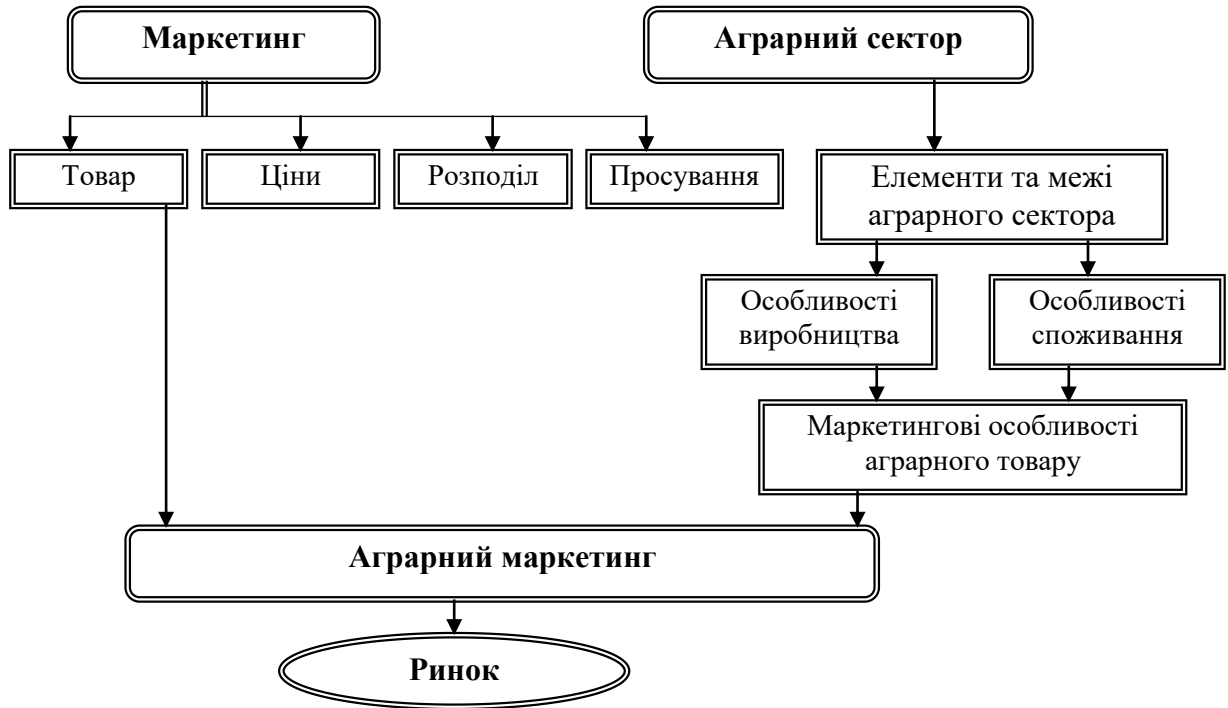 Маркетинг
Аграрний сектор
Товар
Ціни
Розподіл
Просування
Елементи та межі
аграрного сектора
Особливості
виробництва
Особливості
споживання
Маркетингові особливості
аграрного товару
Аграрний маркетинг
Ринок